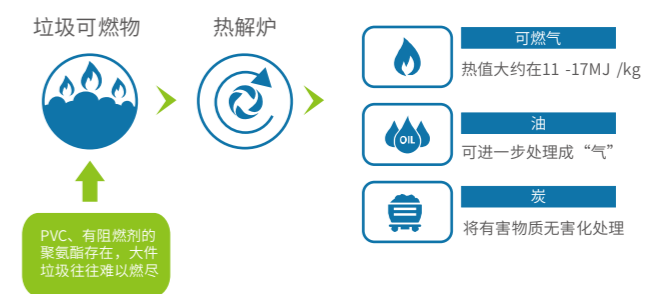 垃圾可燃物
热解炉
可燃气
热值大约在11 -17MJ /kg
OIL
油
可进一步处理成“气”
炭
将有害物质无害化处理
PVC、有阻燃剂的
聚氨酯存在，大件
垃圾往往难以燃尽